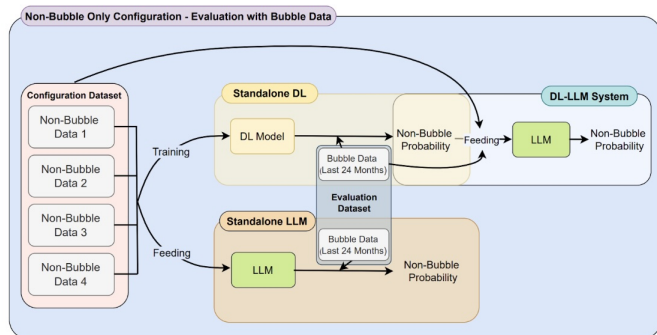 Non-Bubble Only Configuration - Evaluation with Bubble Data
Configuration Dataset
Non-Bubble
Data 1
Non-Bubble
Data 2
Non-Bubble
Data 3
Non-Bubble
Data 4
Training
Feeding
Standalone DL
DL Model
Non-Bubble
Probability
Bubble Data
(Last 24 Months)
Evaluation
Dataset
Bubble Data
(Last 24 Months)
Standalone LLM
LLM
Non-Bubble
Probability
DL-LLM System
Feeding
LLM
Non-Bubble
Probability